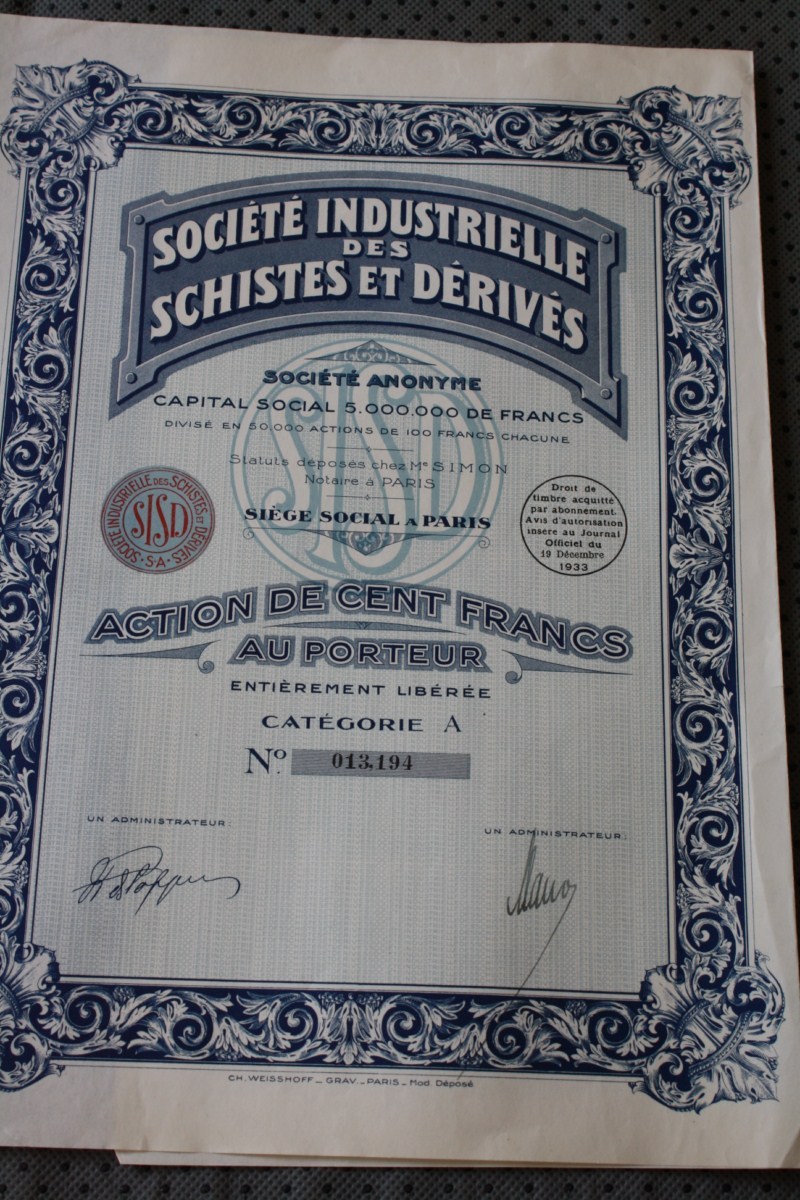 SOCIÉTÉ INDUSTRIELLE
DES
SCHISTES ET DÉRIVÉS
SISD
SOCIÉTÉ ANONYME
CAPITAL SOCIAL 5.000.000 DE FRANCS
DIVISÉ EN 50.000 ACTIONS DE 100 FRANCS CHACUNE
Statuts déposés chez Me SIMON
Notaire à PARIS
SIÈGE SOCIAL A PARIS
SOCIÉTÉ INDUSTRIELLE DES SCHISTES ET DÉRIVÉS
SISD
S.A.
Droit de
timbre acquitté
par abonnement.
Avis d'autorisation
insere au Journal
Officiel du
19 Décembre
1933
ACTION DE CENT FRANCS
AU PORTEUR
ENTIÈREMENT LIBÉRÉE
CATÉGORIE A
No. 013,194
UN ADMINISTRATEUR:
UN ADMINISTRATEUR:
CH. WEISSHOFF _ GRAV. _ PARIS _ Mod. Déposé